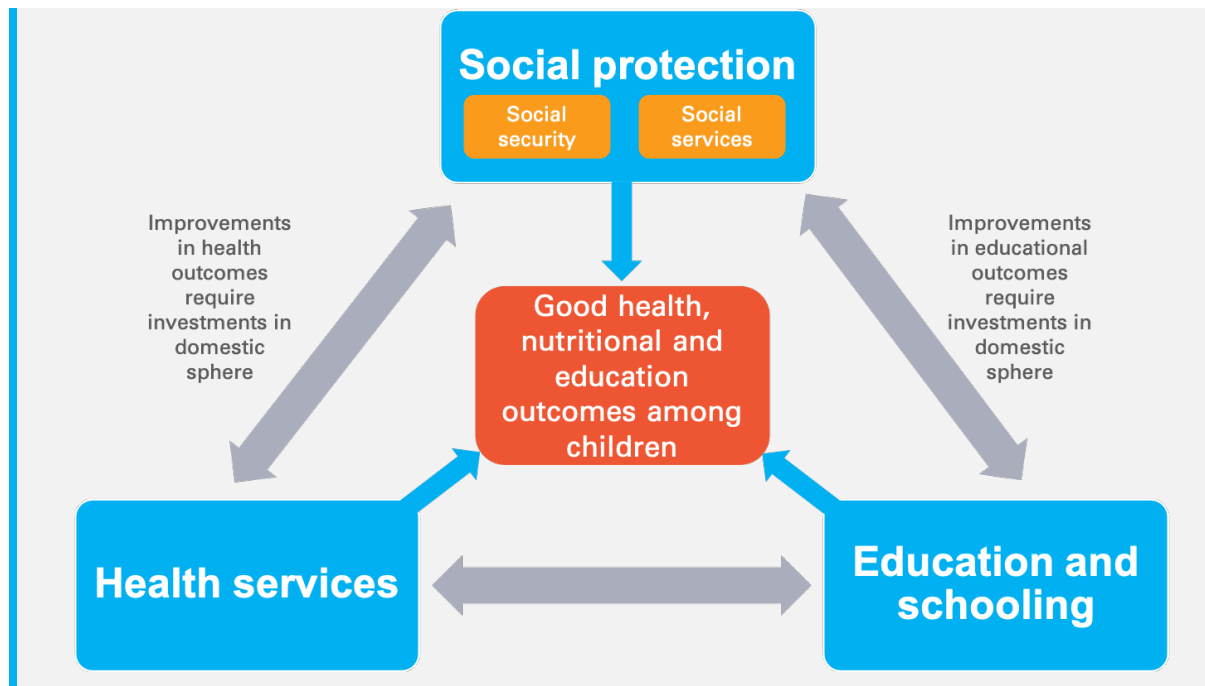 Social protection
Social
security
Social
services
Improvements
in health
outcomes
require
investments in
domestic
sphere
Improvements
in educational
outcomes
require
investments in
domestic
sphere
Good health,
nutritional and
education
outcomes among
children
Health services
Education and
schooling